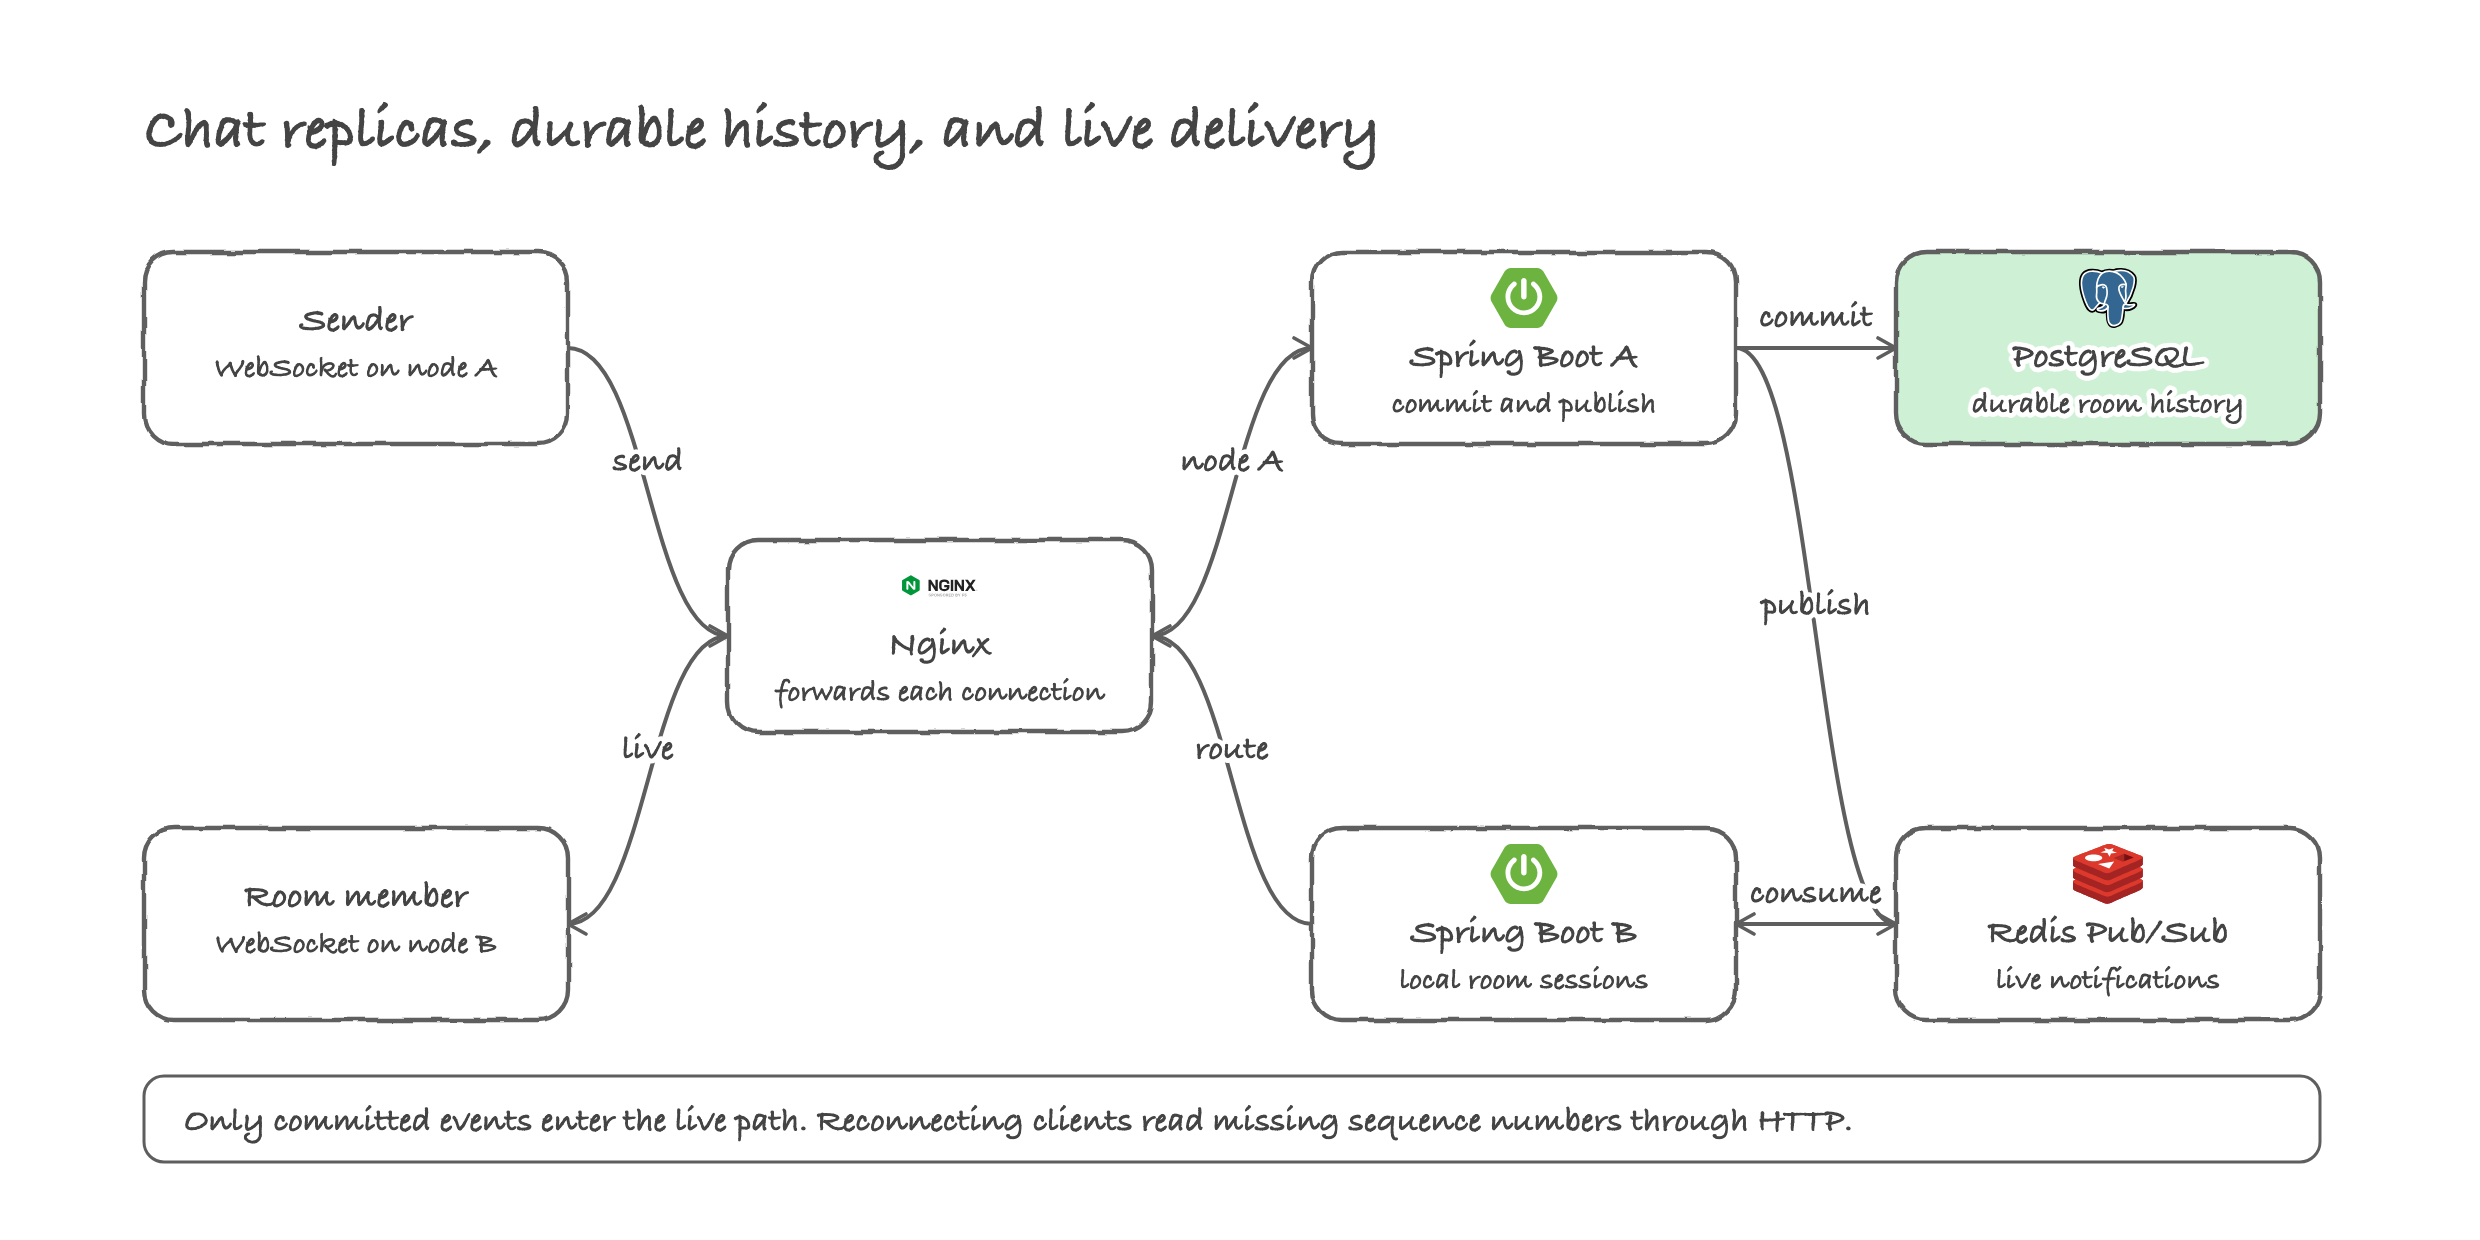 Chat replicas, durable history, and live delivery
Sender
WebSocket on node A
send
Spring Boot A
commit and publish
commit
PostgreSQL
durable room history
node A
NGINX
Nginx
forwards each connection
publish
live
route
Room member
WebSocket on node B
Spring Boot B
local room sessions
consume
Redis Pub/Sub
live notifications
Only committed events enter the live path. Reconnecting clients read missing sequence numbers through HTTP.